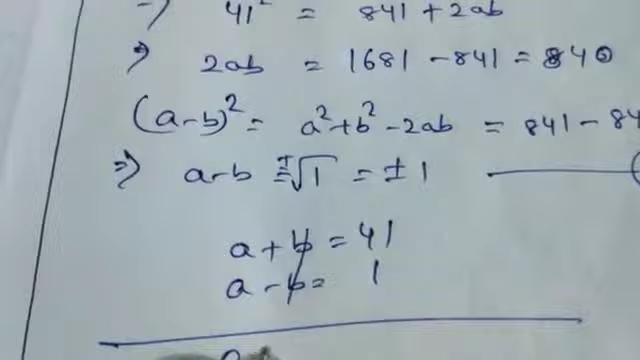 ⇒ 41² = 841 + 2ab
⇒ 2ab = 1681 - 841 = 840
(a-b)² = a²+b² - 2ab = 841 - 84
⇒ a-b = ±√1 = ±1
a + b = 41
a - b = 1